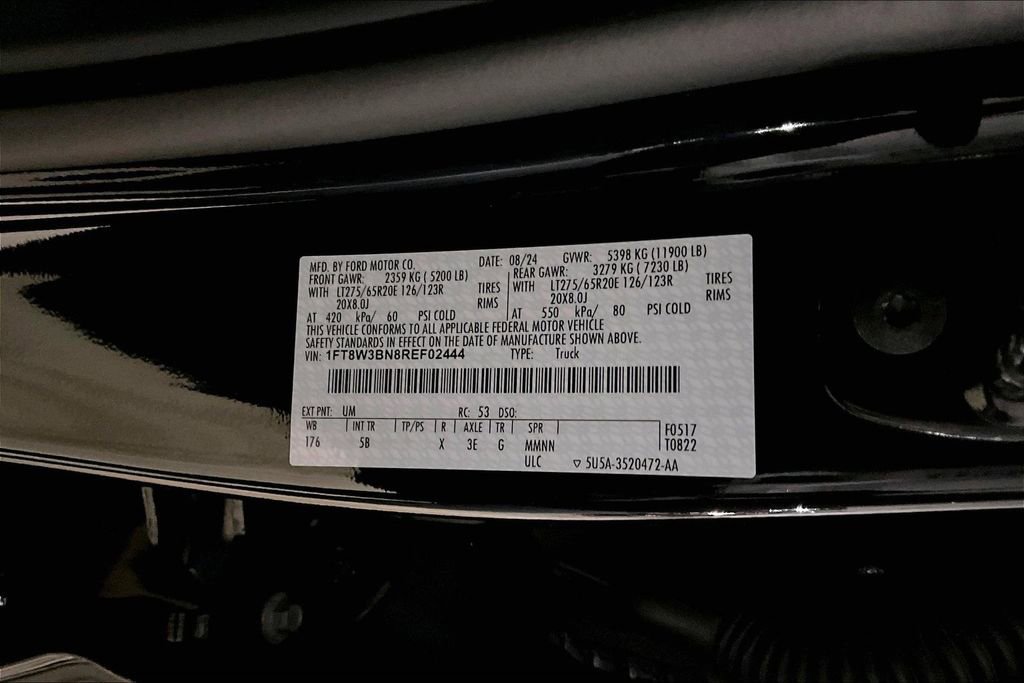 MFD. BY FORD MOTOR CO. DATE: 08/24 GVWR: 5398 KG (11900 LB)
FRONT GAWR: 2359 KG ( 5200 LB) REAR GAWR: 3279 KG ( 7230 LB)
WITH LT275/65R20E 126/123R TIRES WITH LT275/65R20E 126/123R TIRES
20X8.0J RIMS 20X8.0J RIMS
AT 420 kPa/ 60 PSI COLD AT 550 kPa/ 80 PSI COLD
THIS VEHICLE CONFORMS TO ALL APPLICABLE FEDERAL MOTOR VEHICLE
SAFETY STANDARDS IN EFFECT ON THE DATE OF MANUFACTURE SHOWN ABOVE.
VIN: 1FT8W3BN8REF02444 TYPE: Truck
EXT PNT: UM RC: 53 DSO:
WB INT TR TP/PS R AXLE TR SPR F0517
176 5B X 3E G MMNN T0822
ULC ▽ 5U5A-3520472-AA